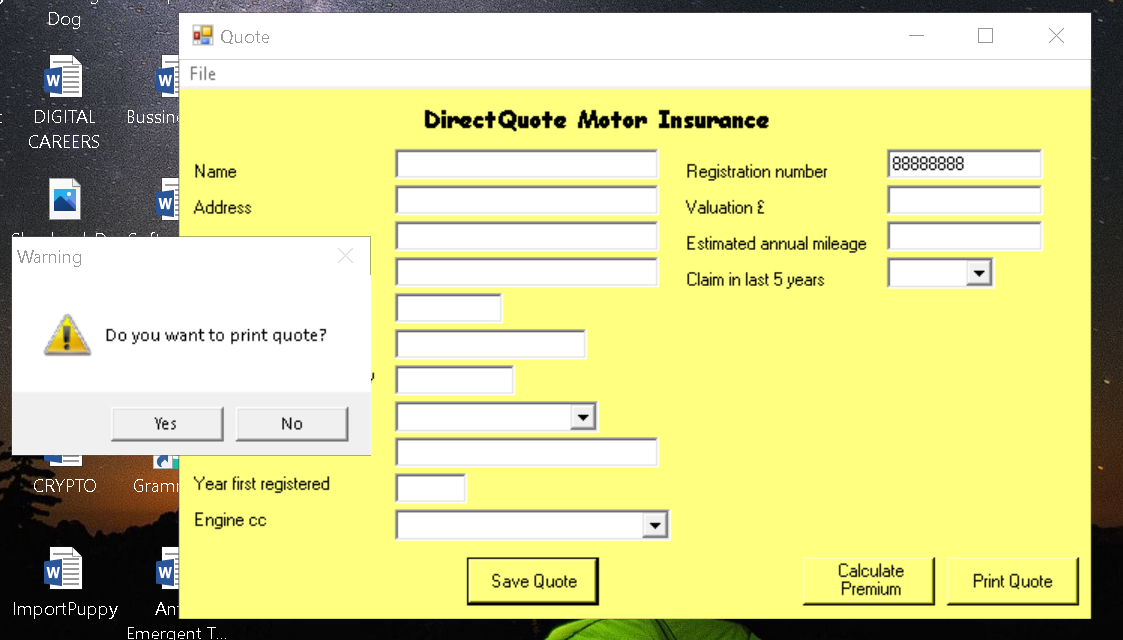 Dog
DIGITAL
CAREERS
Bussin
CRYPTO
Gramm
ImportPuppy
Ant
Emergent T...
Quote
File
DirectQuote Motor Insurance
Name
Address
Year first registered
Engine cc
Registration number
88888888
Valuation £
Estimated annual mileage
Claim in last 5 years
Save Quote
Calculate
Premium
Print Quote
Warning
Do you want to print quote?
Yes
No